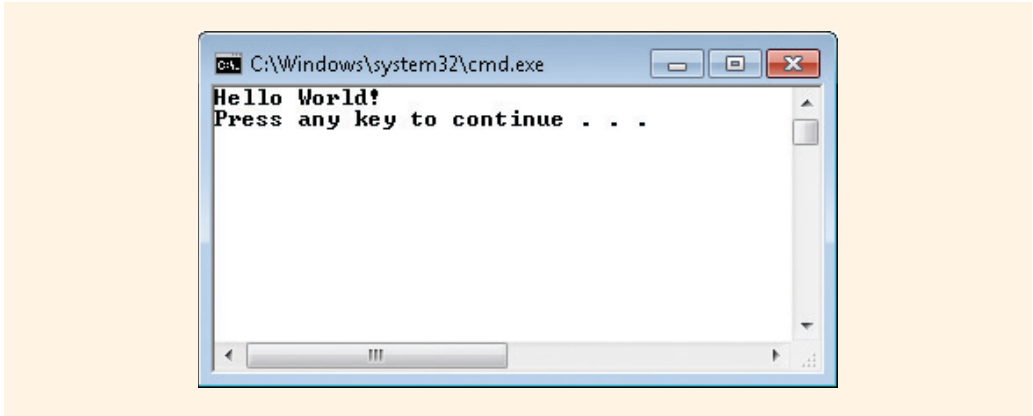 C:\Windows\system32\cmd.exe
Hello World!
Press any key to continue . . .